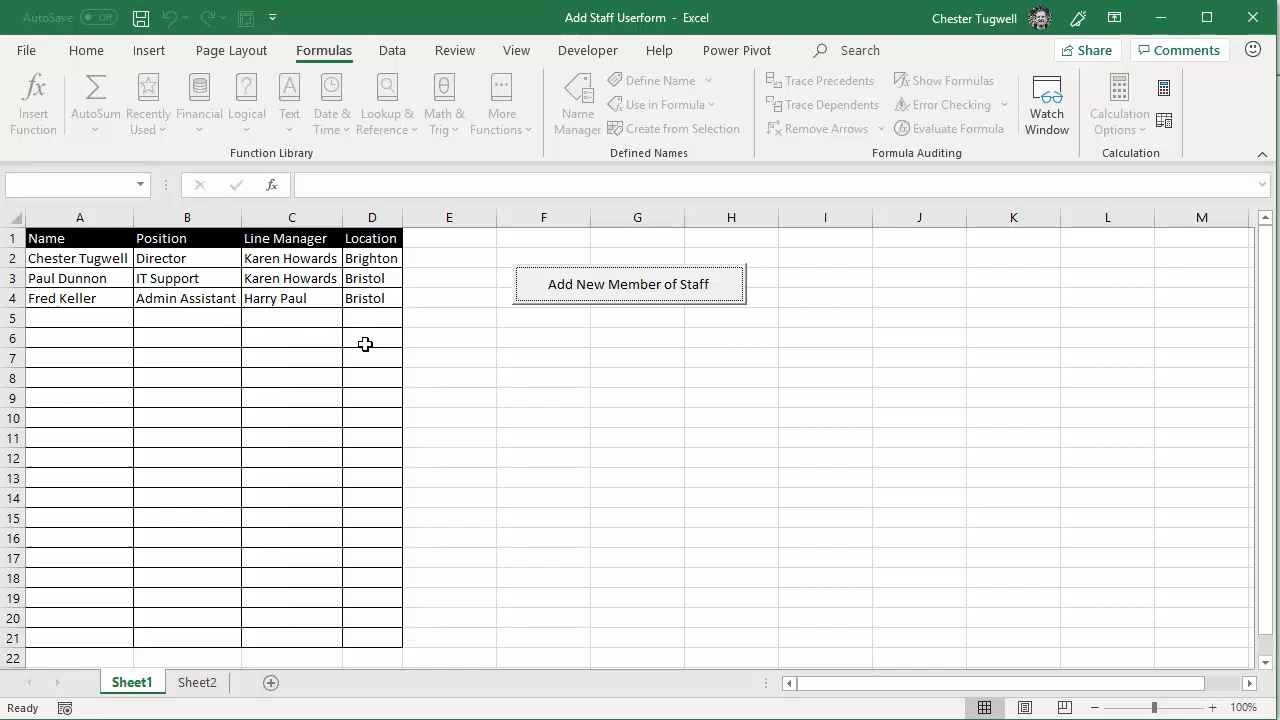 AutoSave Off Add Staff Userform - Excel Chester Tugwell
File Home Insert Page Layout Formulas Data Review View Developer Help Power Pivot Search Share Comments
Insert Function
AutoSum
Recently Used
Financial
Logical
Text
Date & Time
Lookup & Reference
Math & Trig
More Functions
Function Library
Name Manager
Define Name
Use in Formula
Create from Selection
Defined Names
Trace Precedents
Trace Dependents
Remove Arrows
Show Formulas
Error Checking
Evaluate Formula
Formula Auditing
Watch Window
Calculation Options
Calculation
fx
A B C D E F G H I J K L M
1 Name Position Line Manager Location
2 Chester Tugwell Director Karen Howards Brighton
3 Paul Dunnon IT Support Karen Howards Bristol
4 Fred Keller Admin Assistant Harry Paul Bristol
Add New Member of Staff
5
6
7
8
9
10
11
12
13
14
15
16
17
18
19
20
21
22
Sheet1 Sheet2
Ready 100%